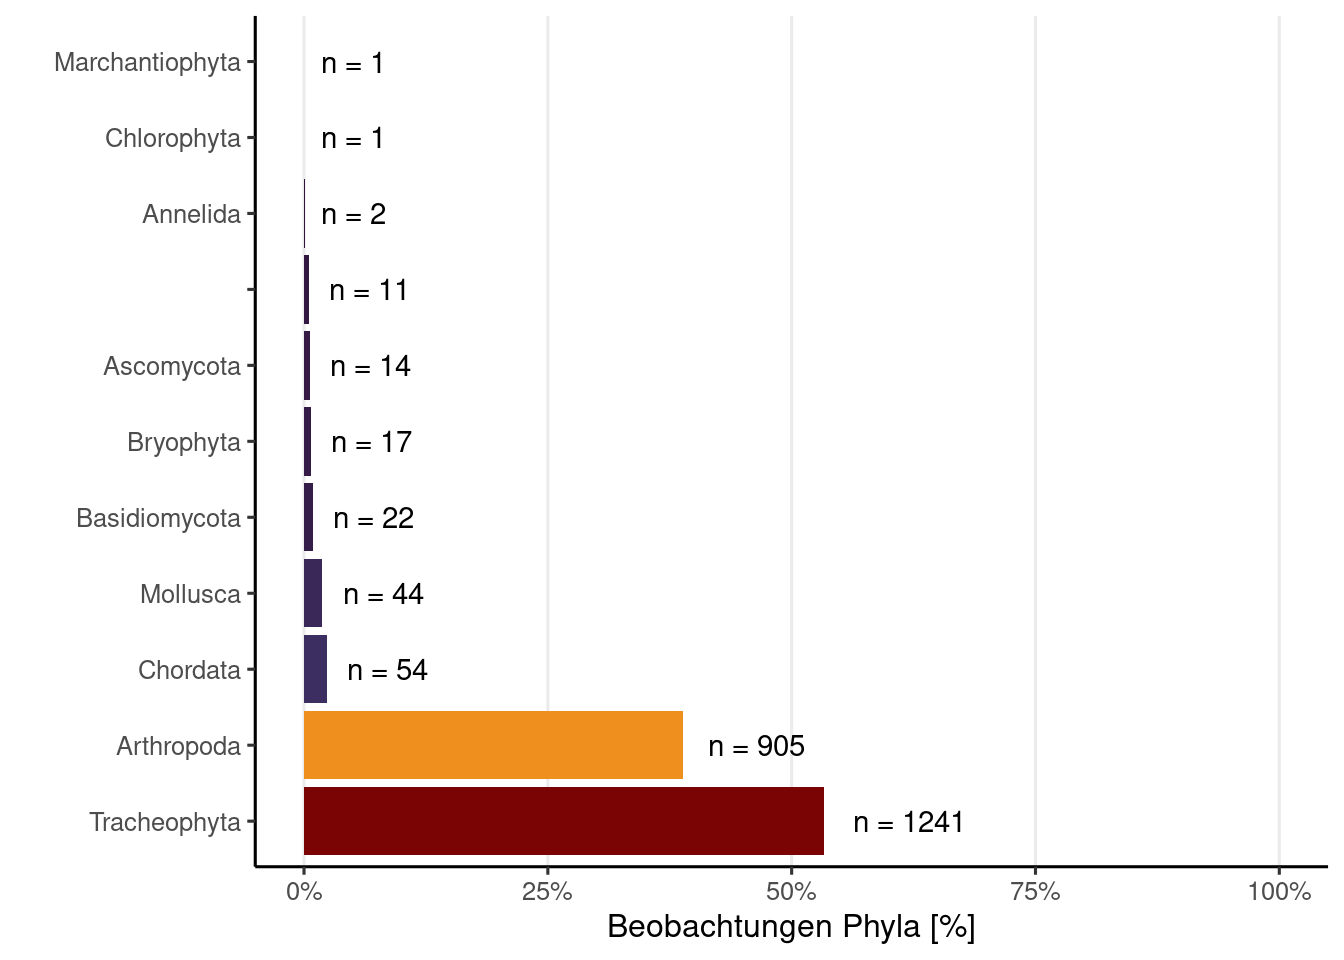 Marchantiophyta n = 1
Chlorophyta n = 1
Annelida n = 2
n = 11
Ascomycota n = 14
Bryophyta n = 17
Basidiomycota n = 22
Mollusca n = 44
Chordata n = 54
Arthropoda n = 905
Tracheophyta n = 1241
0% 25% 50% 75% 100%
Beobachtungen Phyla [%]